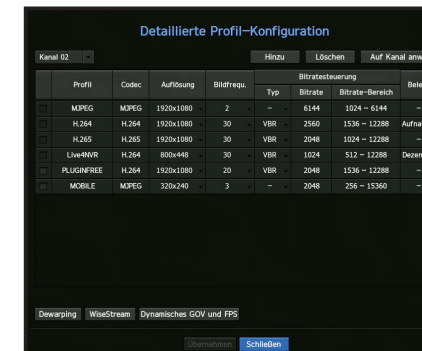 Detaillierte Profil-Konfiguration
Kanal 02 Hinzu Löschen Auf Kanal anw
Profil Codec Auflösung Bildfrequ. Bitratesteuerung Bele
Typ Bitrate Bitrate-Bereich
MJPEG MJPEG 1920x1080 2 - 6144 1024 ~ 6144 -
H.264 H.264 1920x1080 30 VBR 2560 1536 ~ 12288 Aufna
H.265 H.265 1920x1080 30 VBR 2048 1024 ~ 12288 -
Live4NVR H.264 800x448 30 VBR 1024 512 ~ 12288 Dezen
PLUGINFREE H.264 1920x1080 20 VBR 2048 1536 ~ 12288 -
MOBILE MJPEG 320x240 3 - 2048 256 ~ 15360 -
Dewarping WiseStream Dynamisches GOV und FPS
Übernehmen Schließen